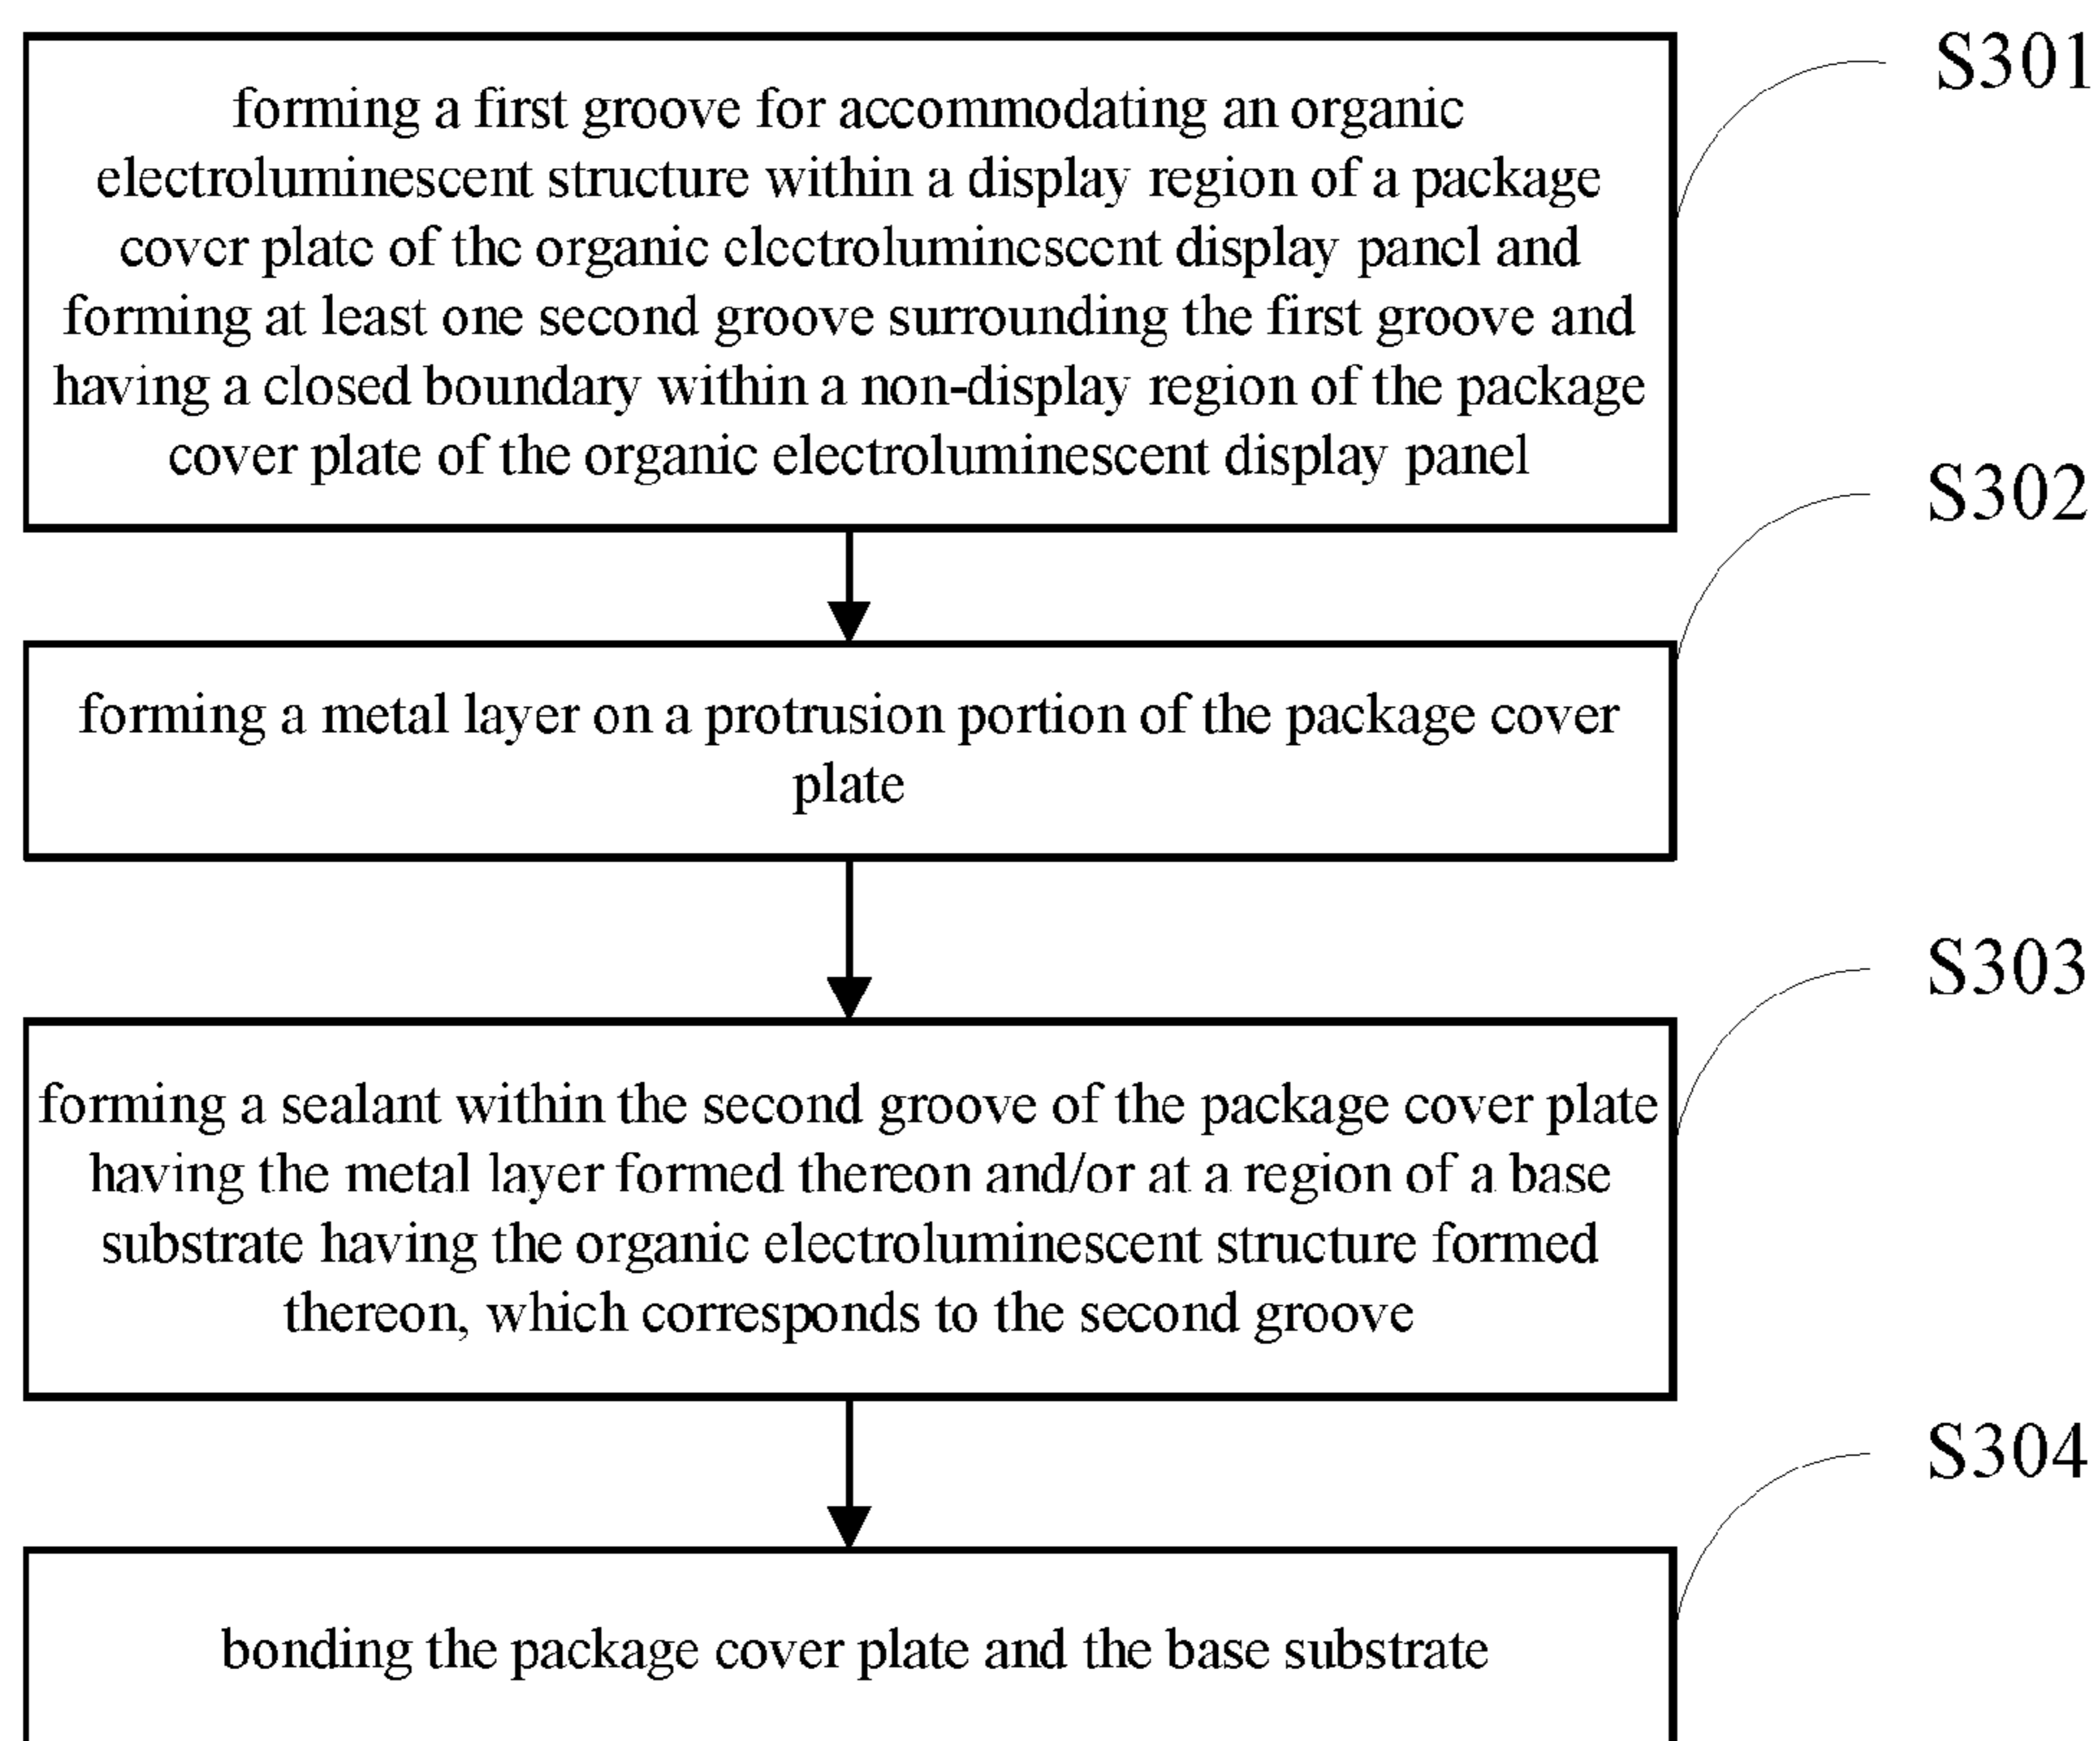 S301
forming a first groove for accommodating an organic
electroluminescent structure within a display region of a package
cover plate of the organic electroluminescent display panel and
forming at least one second groove surrounding the first groove and
having a closed boundary within a non-display region of the package
cover plate of the organic electroluminescent display panel
S302
forming a metal layer on a protrusion portion of the package cover
plate
S303
forming a sealant within the second groove of the package cover plate
having the metal layer formed thereon and/or at a region of a base
substrate having the organic electroluminescent structure formed
thereon, which corresponds to the second groove
S304
bonding the package cover plate and the base substrate